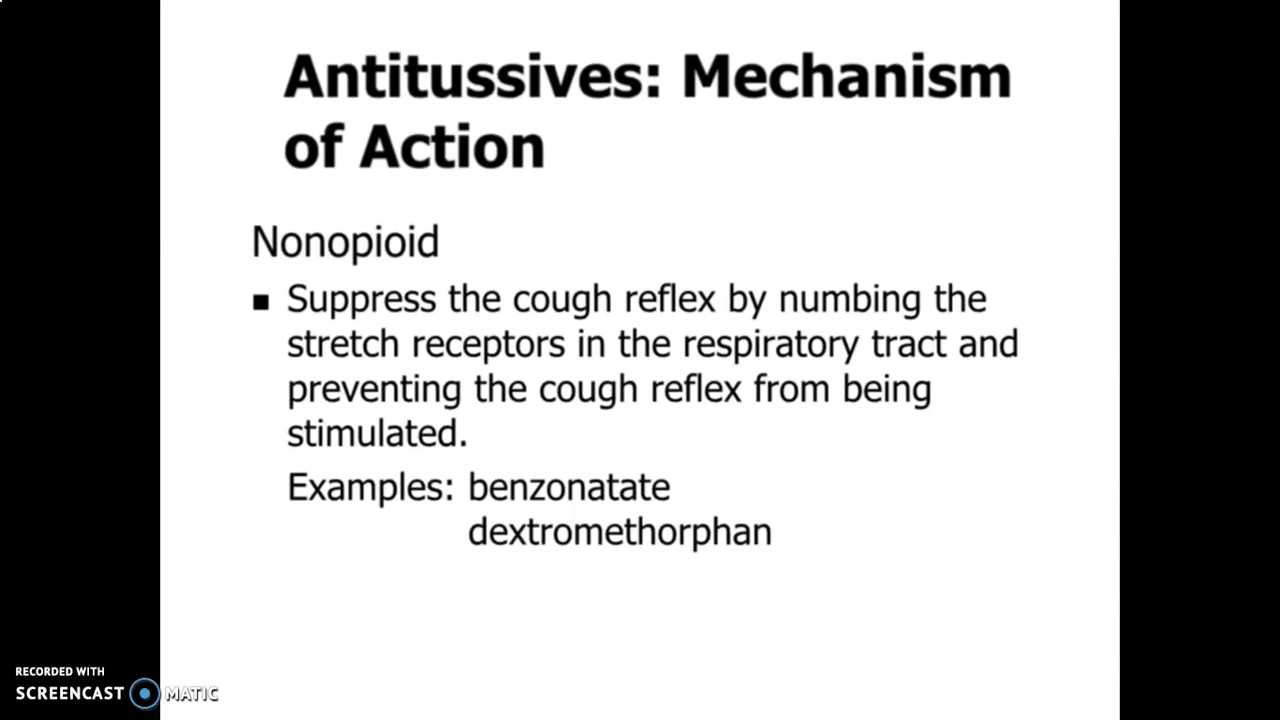 Antitussives: Mechanism
of Action
Nonopioid
■ Suppress the cough reflex by numbing the
stretch receptors in the respiratory tract and
preventing the cough reflex from being
stimulated.
Examples: benzonatate
dextromethorphan
RECORDED WITH
SCREENCAST MATIC